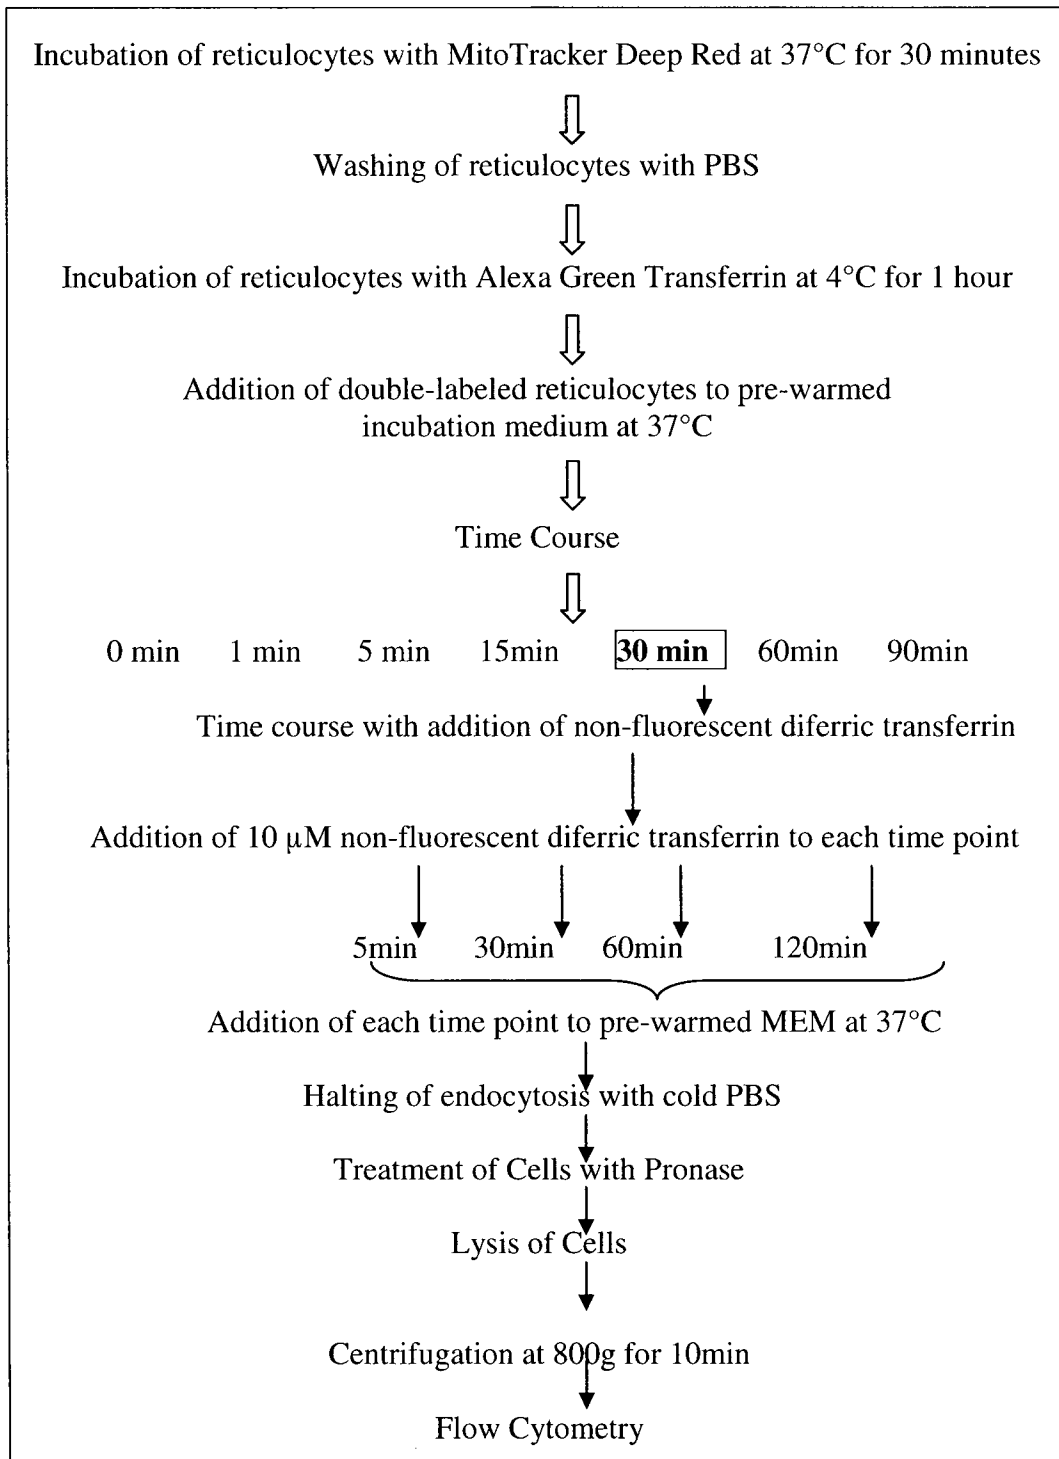 Incubation of reticulocytes with MitoTracker Deep Red at 37°C for 30 minutes
Washing of reticulocytes with PBS
Incubation of reticulocytes with Alexa Green Transferrin at 4°C for 1 hour
Addition of double-labeled reticulocytes to pre-warmed
incubation medium at 37°C
Time Course
0 min 1 min 5 min 15min 30 min 60min 90min
Time course with addition of non-fluorescent diferric transferrin
Addition of 10 µM non-fluorescent diferric transferrin to each time point
5min 30min 60min 120min
Addition of each time point to pre-warmed MEM at 37°C
Halting of endocytosis with cold PBS
Treatment of Cells with Pronase
Lysis of Cells
Centrifugation at 800g for 10min
Flow Cytometry